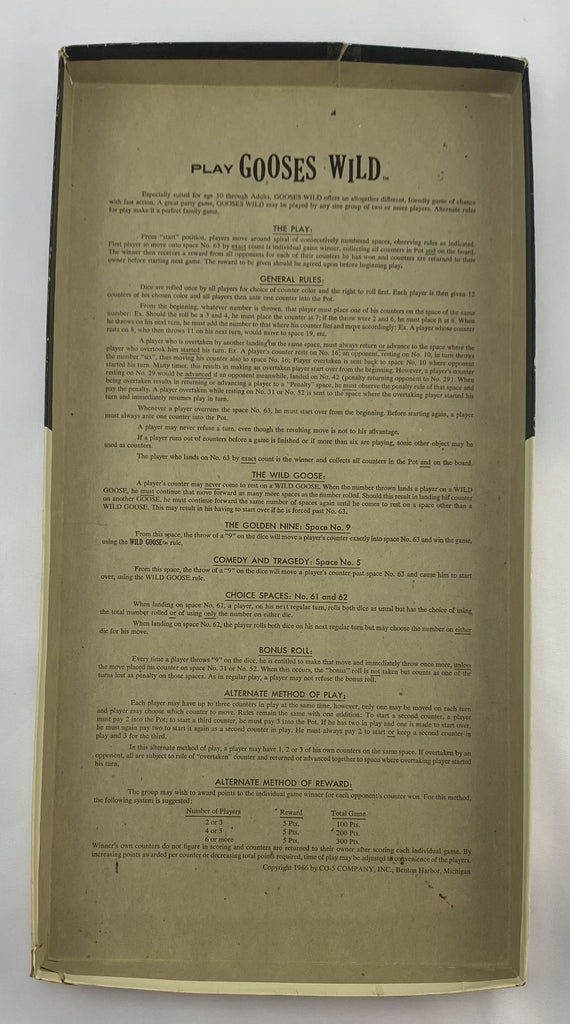 PLAY GOOSES WILD™
Especially suited for age 10 through Adults, GOOSES WILD offers an altogether different, friendly game of chance
with fast action. A great party game, GOOSES WILD may be played by any size group of two or more players. Alternate rules
for play make it a perfect family game.
THE PLAY:
From "start" position, players move around spiral of consecutively numbered spaces, observing rules as indicated.
First player to move onto space No. 63 by exact count is individual game winner, collecting all counters in Pot and on the board.
The winner then receives a reward from all opponents for each of their counters he has won and counters are returned to their
owner before starting next game. The reward to be given should be agreed upon before beginning play.
GENERAL RULES:
Dice are rolled once by all players for choice of counter color and the right to roll first. Each player is then given 12
counters of his chosen color and all players then ante one counter into the Pot.
From the beginning, whatever number is thrown, that player must place one of his counters on the space of the same
number: Ex. Should the roll be a 3 and 4, he must place the counter at 7; if the throw were 2 and 6, he must place it at 8. When
he throws on his next turn, he must add the number to that where his counter lies and move accordingly: Ex. A player whose counter
rests on 8, who then throws 11 on his next turn, would move to space 19, etc.
A player who is overtaken by another landing on the same space, must always return or advance to the space where the
player who overtook him started his turn. Ex. A player's counter rests on No. 16; an opponent, resting on No. 10, in turn throws
the number "six", thus moving his counter also to space No. 16; Player overtaken is sent back to space No. 10 where opponent
started his turn. Many times, this results in making an overtaken player start over from the beginning. However, a player's counter
resting on No. 29 would be advanced if an opponent meanwhile, landed on No. 42 (penalty returning opponent to No. 29). When
being overtaken results in returning or advancing a player to a "Penalty" space, he must observe the penalty rule of that space and
pay the penalty. A player overtaken while resting on No. 31 or No. 52 is sent to the space where the overtaking player started his
turn and immediately resumes play in turn.
Whenever a player overruns the space No. 63, he must start over from the beginning. Before starting again, a player
must always ante one counter into the Pot.
A player may never refuse a turn, even though the resulting move is not to his advantage.
If a player runs out of counters before a game is finished or if more than six are playing, some other object may be
used as counters.
The player who lands on No. 63 by exact count is the winner and collects all counters in the Pot and on the board.
THE WILD GOOSE:
A player's counter may never come to rest on a WILD GOOSE. When the number thrown lands a player on a WILD
GOOSE, he must continue that move forward as many more spaces as the number rolled. Should this result in landing his counter
on another GOOSE, he must continue forward the same number of spaces again until he comes to rest on a space other than a
WILD GOOSE. This may result in his having to start over if he is forced past No. 63.
THE GOLDEN NINE: Space No. 9
From this space, the throw of a "9" on the dice will move a player's counter exactly into space No. 63 and win the game,
using the WILD GOOSE™ rule.
COMEDY AND TRAGEDY: Space No. 5
From this space, the throw of a "9" on the dice will move a player's counter past space No. 63 and cause him to start
over, using the WILD GOOSE rule.
CHOICE SPACES: No. 61 and 62
When landing on space No. 61, a player, on his next regular turn, rolls both dice as usual but has the choice of using
the total number rolled or of using only the number on either die.
When landing on space No. 62, the player rolls both dice on his next regular turn but may choose the number on either
die for his move.
BONUS ROLL:
Every time a player throws "9" on the dice, he is entitled to make that move and immediately throw once more, unless
the move placed his counter on space No. 31 or No. 52. When this occurs, the "bonus" roll is not taken but counts as one of the
turns lost as penalty on those spaces. As in regular play, a player may not refuse the bonus roll.
ALTERNATE METHOD OF PLAY:
Each player may have up to three counters in play at the same time, however, only one may be moved on each turn
and player may choose which counter to move. Rules remain the same with one addition: To start a second counter, a player
must pay 2 into the Pot; to start a third counter, he must pay 3 into the Pot. If he has two in play and one is made to start over,
he must again pay two to start it again as a second counter in play. He must always pay 2 to start or keep a second counter in
play and 3 for the third.
In this alternate method of play, a player may have 1, 2 or 3 of his own counters on the same space. If overtaken by an
opponent, all are subject to rule of "overtaken" counter and returned or advanced together to space where overtaking player started
his turn.
ALTERNATE METHOD OF REWARD:
The group may wish to award points to the individual game winner for each opponent's counter won. For this method,
the following system is suggested:
Number of Players Reward Total Game
2 or 3 5 Pts. 100 Pts.
4 or 5 5 Pts. 200 Pts.
6 or more 5 Pts. 300 Pts.
Winner's own counters do not figure in scoring and counters are returned to their owner after scoring each individual game. By
increasing points awarded per counter or decreasing total points required, time of play may be adjusted to convenience of the players.
Copyright 1966 by CO-5 COMPANY, INC., Benton Harbor, Michigan